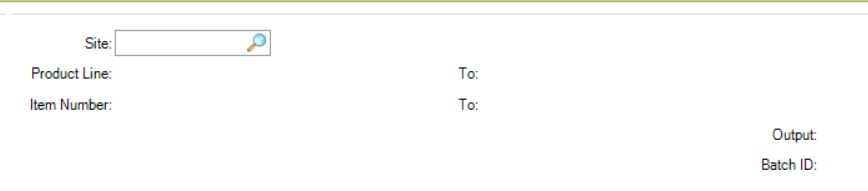 Site:
Product Line: To:
Item Number: To:
Output:
Batch ID: